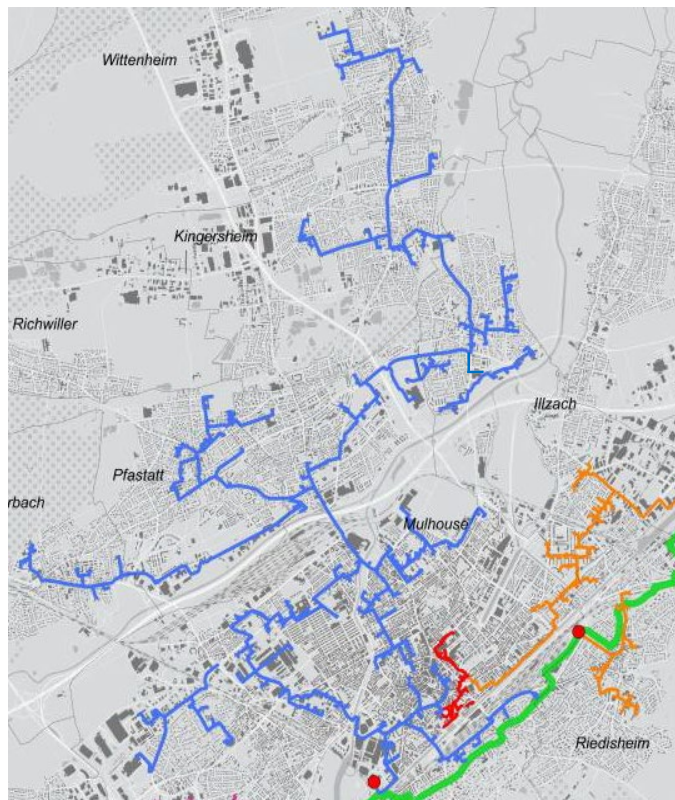 Wittenheim
Kingersheim
Richwiller
Illzach
Pfastatt
rbach
Mulhouse
Riedisheim